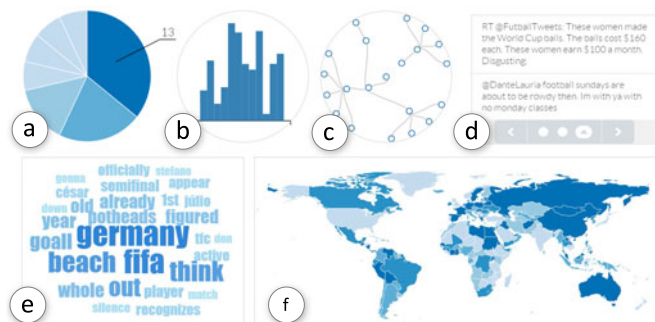 13
a
b
c
RT @FutballTweets: These women made
the World Cup balls. The balls cost $160
each. These women earn $100 a month.
Disgusting.
@DanteLauria football sundays are
about to be rowdy then. Im with ya with
no monday classes
d
officially stefano
gonna semifinal appear
césar already 1st júlio
down old potheads figured
year germany tfc don
goall active
beach fifa think
whole out player match
silence recognizes
e
f